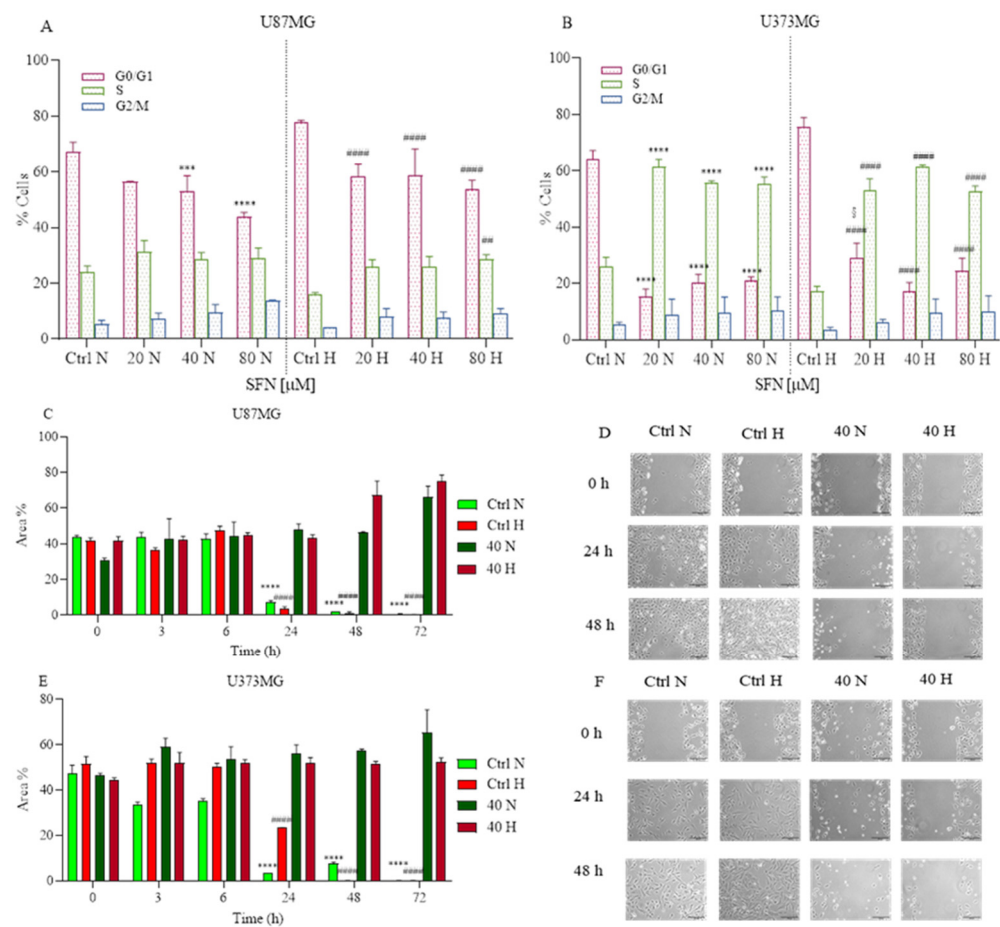 A
U87MG
G0/G1
S
G2/M
% Cells
100
80
60
40
20
0
***
****
####
####
####
##
Ctrl N 20 N 40 N 80 N Ctrl H 20 H 40 H 80 H
SFN [µM]
B
U373MG
G0/G1
S
G2/M
% Cells
100
80
60
40
20
0
**** **** ****
**** **** ****
#### #### ####
#### #### ####
Ctrl N 20 N 40 N 80 N Ctrl H 20 H 40 H 80 H
SFN [µM]
C
U87MG
Area %
100
80
60
40
20
0
**** #### **** #### **** ####
0 3 6 24 48 72
Time (h)
Ctrl N
Ctrl H
40 N
40 H
D
Ctrl N Ctrl H 40 N 40 H
0 h
24 h
48 h
E
U373MG
Area %
80
60
40
20
0
**** #### **** #### **** ####
0 3 6 24 48 72
Time (h)
Ctrl N
Ctrl H
40 N
40 H
F
Ctrl N Ctrl H 40 N 40 H
0 h
24 h
48 h